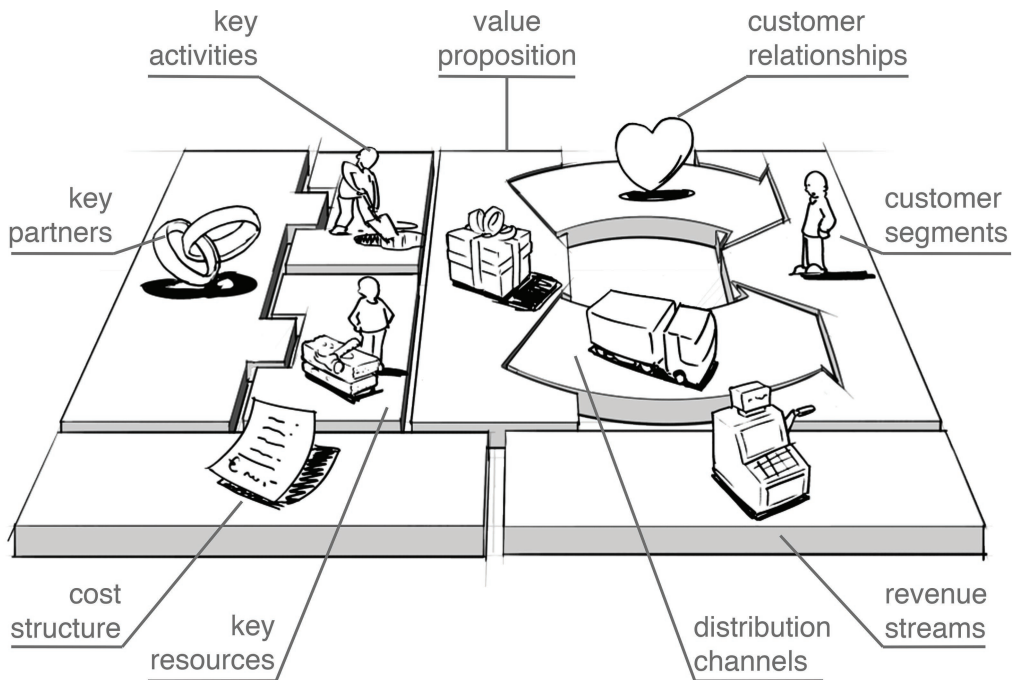 key
activities
value
proposition
customer
relationships
key
partners
customer
segments
cost
structure
key
resources
distribution
channels
revenue
streams